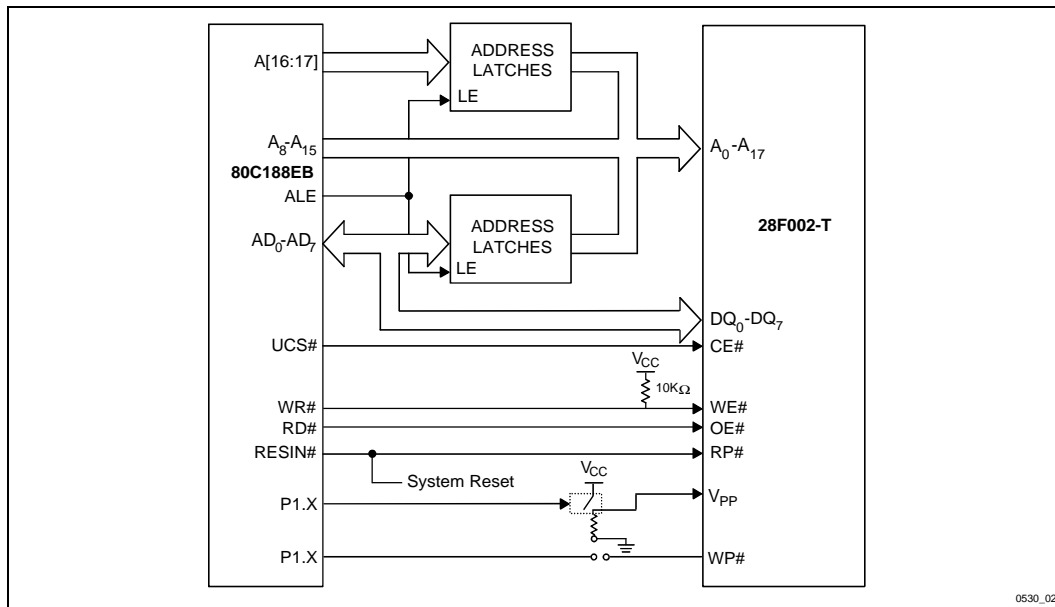 A[16:17]
ADDRESS
LATCHES
LE
A8-A15
80C188EB
ALE
AD0-AD7
ADDRESS
LATCHES
LE
A0-A17
28F002-T
DQ0-DQ7
UCS#
CE#
VCC
10KΩ
WR#
WE#
RD#
OE#
RESIN#
RP#
System Reset
VCC
P1.X
VPP
P1.X
WP#
0530_02